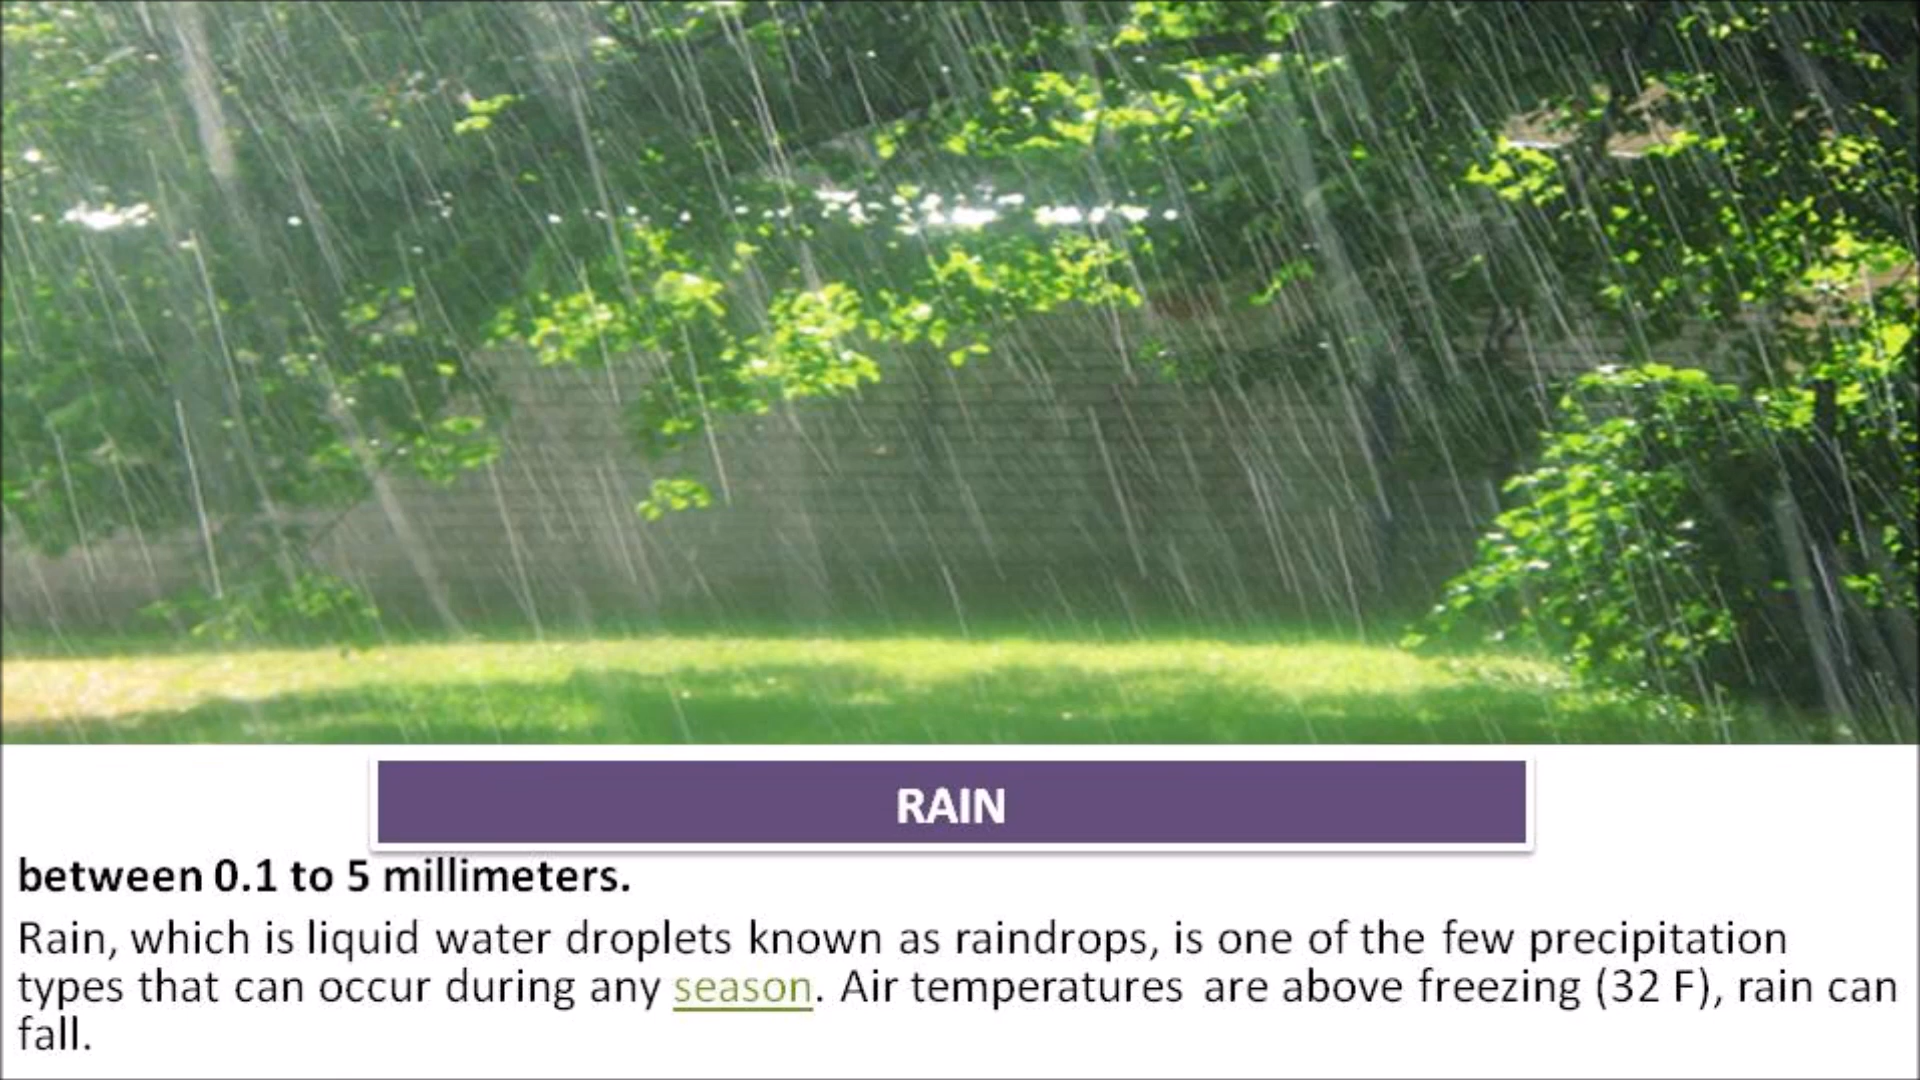 RAIN
between 0.1 to 5 millimeters.
Rain, which is liquid water droplets known as raindrops, is one of the few precipitation
types that can occur during any season. Air temperatures are above freezing (32 F), rain can
fall.